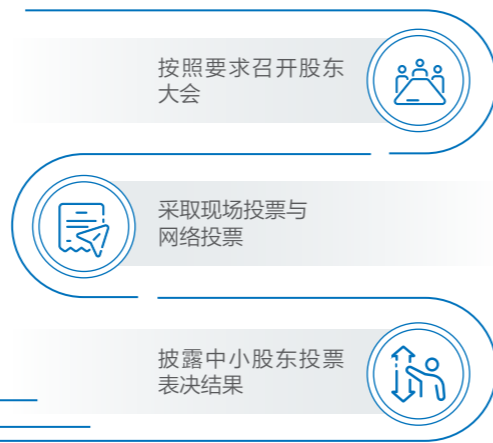 按照要求召开股东
大会
采取现场投票与
网络投票
披露中小股东投票
表决结果